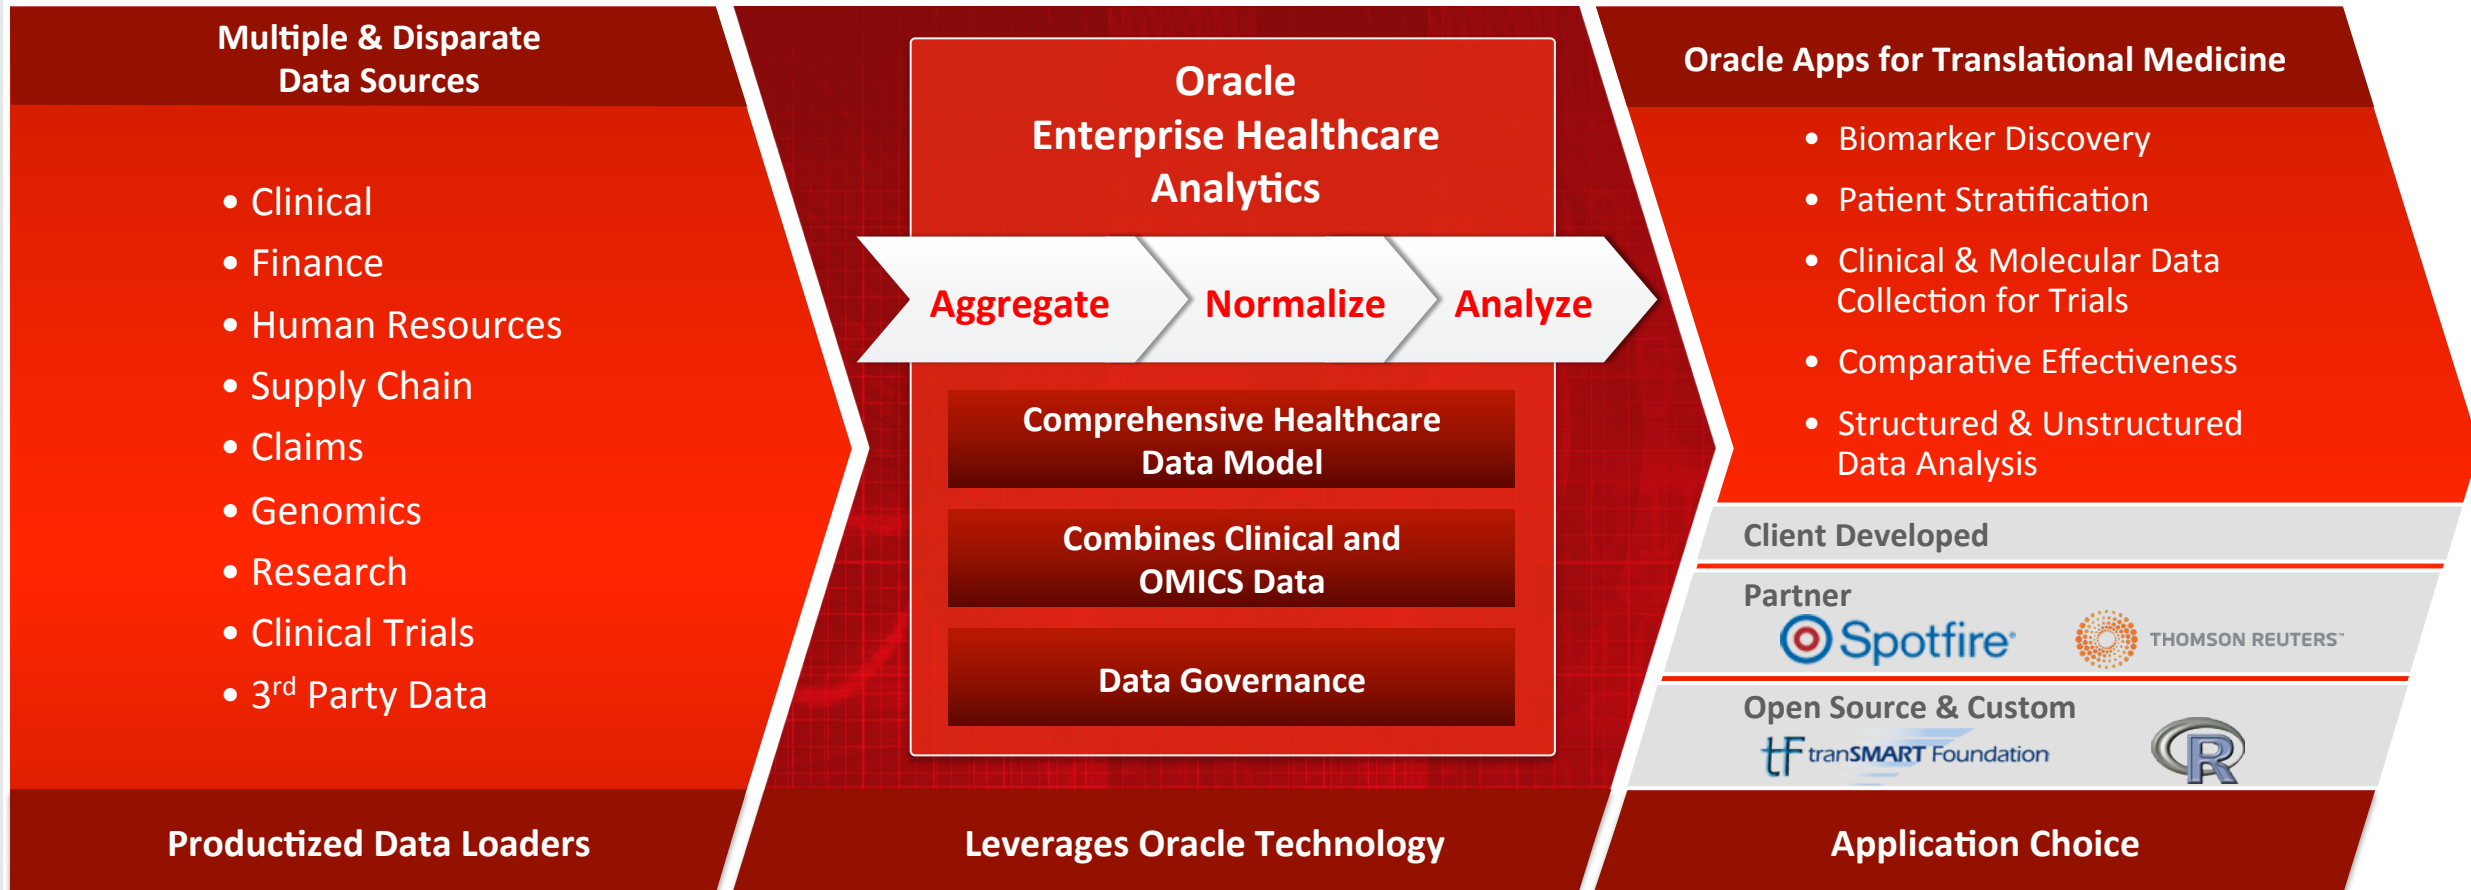 Multiple & Disparate
Data Sources
• Clinical
• Finance
• Human Resources
• Supply Chain
• Claims
• Genomics
• Research
• Clinical Trials
• 3rd Party Data
Productized Data Loaders
Oracle
Enterprise Healthcare
Analytics
Aggregate
Normalize
Analyze
Comprehensive Healthcare
Data Model
Combines Clinical and
OMICS Data
Data Governance
Leverages Oracle Technology
Oracle Apps for Translational Medicine
• Biomarker Discovery
• Patient Stratification
• Clinical & Molecular Data
Collection for Trials
• Comparative Effectiveness
• Structured & Unstructured
Data Analysis
Client Developed
Partner
Spotfire®
THOMSON REUTERS™
Open Source & Custom
tF tranSMART Foundation
R
Application Choice